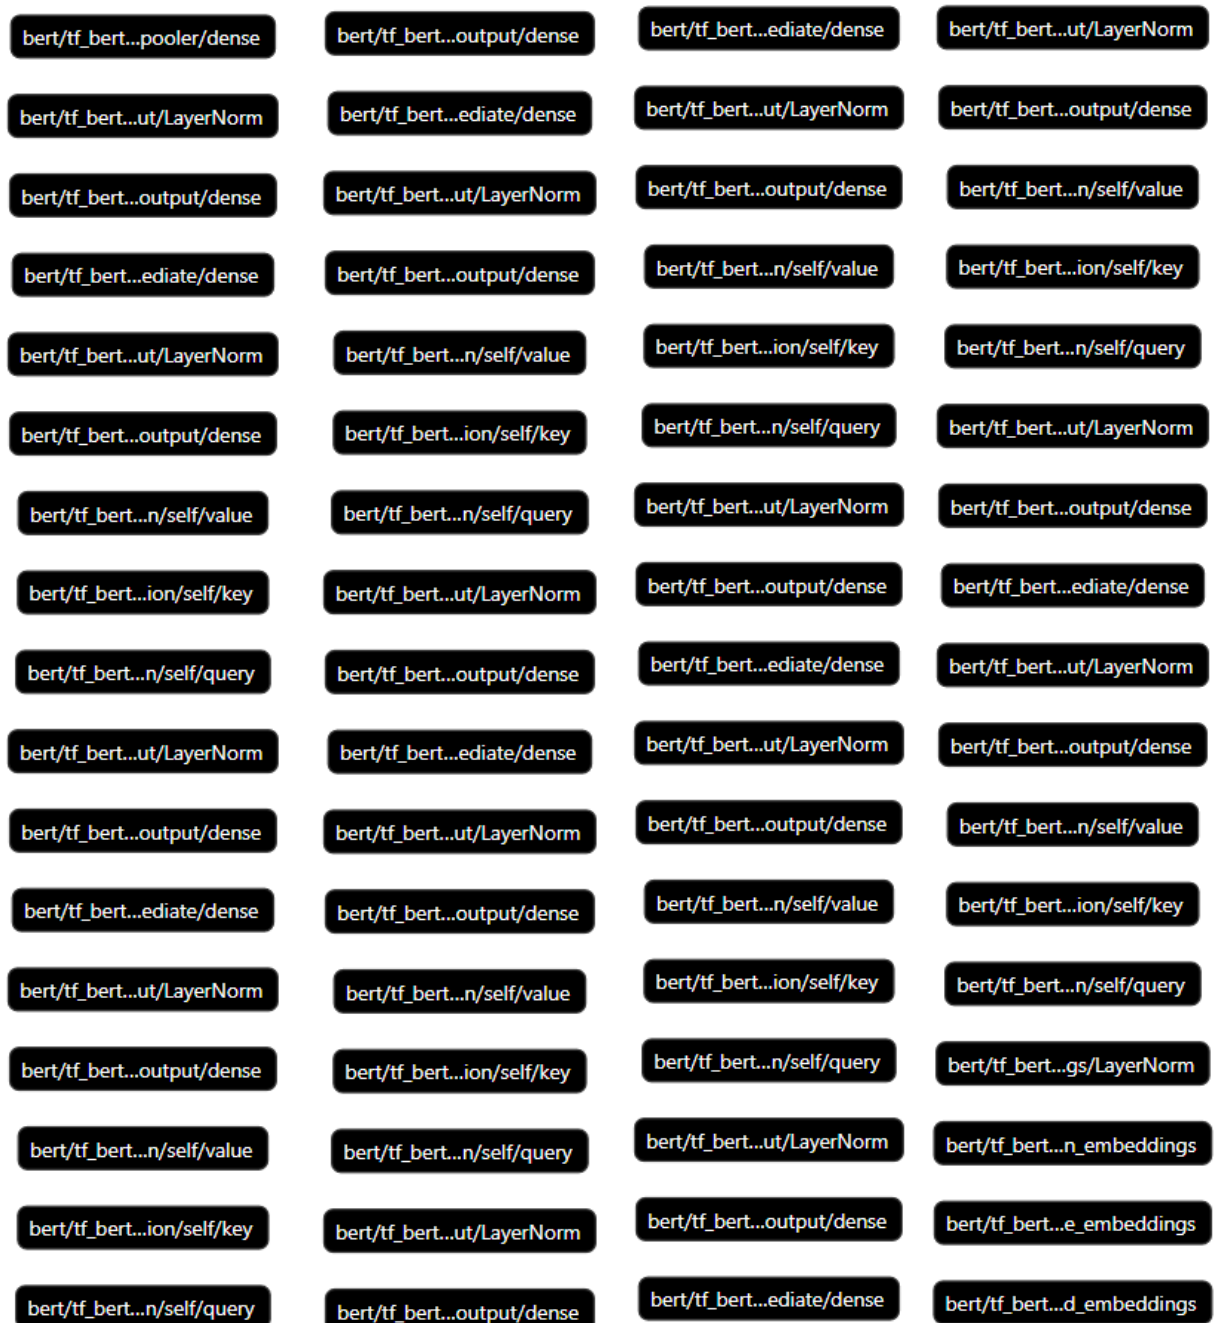 bert/tf_bert...pooler/dense
bert/tf_bert...ut/LayerNorm
bert/tf_bert...output/dense
bert/tf_bert...ediate/dense
bert/tf_bert...ut/LayerNorm
bert/tf_bert...output/dense
bert/tf_bert...n/self/value
bert/tf_bert...ion/self/key
bert/tf_bert...n/self/query
bert/tf_bert...ut/LayerNorm
bert/tf_bert...output/dense
bert/tf_bert...ediate/dense
bert/tf_bert...ut/LayerNorm
bert/tf_bert...output/dense
bert/tf_bert...n/self/value
bert/tf_bert...ion/self/key
bert/tf_bert...n/self/query
bert/tf_bert...output/dense
bert/tf_bert...ediate/dense
bert/tf_bert...ut/LayerNorm
bert/tf_bert...output/dense
bert/tf_bert...n/self/value
bert/tf_bert...ion/self/key
bert/tf_bert...n/self/query
bert/tf_bert...ut/LayerNorm
bert/tf_bert...output/dense
bert/tf_bert...ediate/dense
bert/tf_bert...ut/LayerNorm
bert/tf_bert...output/dense
bert/tf_bert...n/self/value
bert/tf_bert...ion/self/key
bert/tf_bert...n/self/query
bert/tf_bert...ut/LayerNorm
bert/tf_bert...output/dense
bert/tf_bert...ediate/dense
bert/tf_bert...ut/LayerNorm
bert/tf_bert...output/dense
bert/tf_bert...n/self/value
bert/tf_bert...ion/self/key
bert/tf_bert...n/self/query
bert/tf_bert...ut/LayerNorm
bert/tf_bert...output/dense
bert/tf_bert...ediate/dense
bert/tf_bert...ut/LayerNorm
bert/tf_bert...output/dense
bert/tf_bert...n/self/value
bert/tf_bert...ion/self/key
bert/tf_bert...n/self/query
bert/tf_bert...ut/LayerNorm
bert/tf_bert...output/dense
bert/tf_bert...ediate/dense
bert/tf_bert...ut/LayerNorm
bert/tf_bert...output/dense
bert/tf_bert...n/self/value
bert/tf_bert...ion/self/key
bert/tf_bert...n/self/query
bert/tf_bert...ut/LayerNorm
bert/tf_bert...output/dense
bert/tf_bert...ediate/dense
bert/tf_bert...ut/LayerNorm
bert/tf_bert...output/dense
bert/tf_bert...n/self/value
bert/tf_bert...ion/self/key
bert/tf_bert...n/self/query
bert/tf_bert...gs/LayerNorm
bert/tf_bert...n_embeddings
bert/tf_bert...e_embeddings
bert/tf_bert...d_embeddings